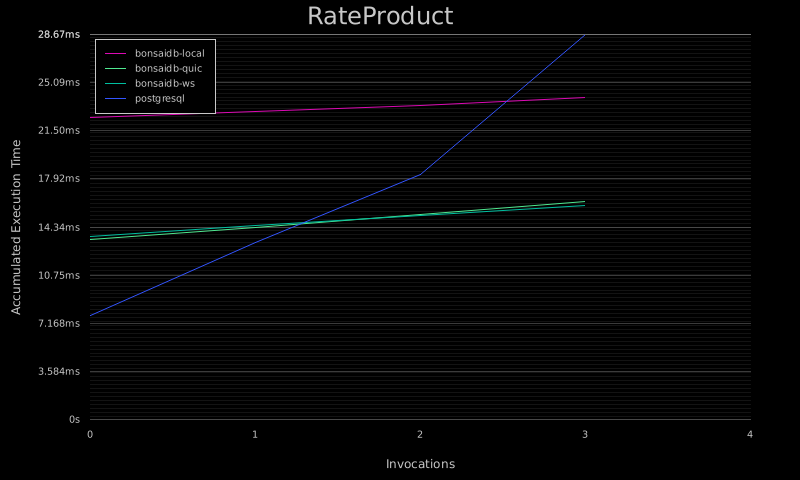 RateProduct
28.67ms
25.09ms
21.50ms
17.92ms
14.34ms
10.75ms
7.168ms
3.584ms
0s
bonsaidb-local
bonsaidb-quic
bonsaidb-ws
postgresql
Accumulated Execution Time
0 1 2 3 4
Invocations